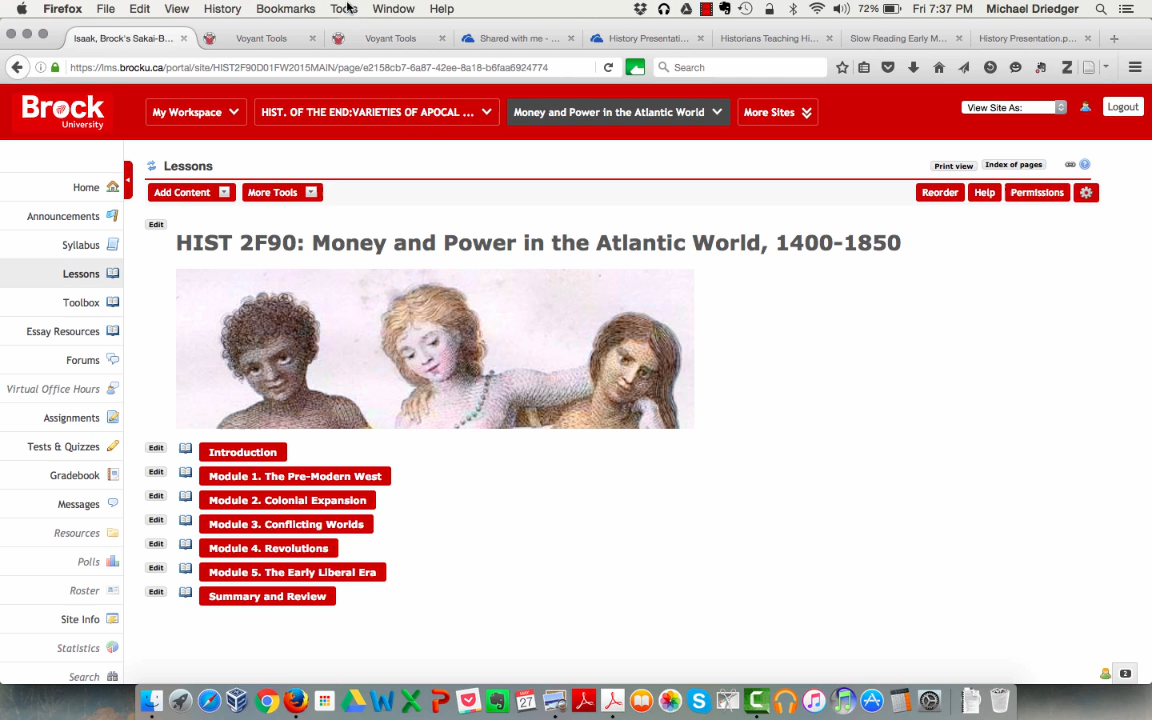 Firefox File Edit View History Bookmarks Tools Window Help 72% Fri 7:37 PM Michael Driedger
Isaak, Brock's Sakai-B... Voyant Tools Voyant Tools Shared with me - ... History Presentati... Historians Teaching Hi... Slow Reading Early M... History Presentation.p...
https://lms.brocku.ca/portal/site/HIST2F90D01FW2015MAIN/page/e2158cb7-6a87-42ee-8a18-b6faa6924774 Search
Brock University My Workspace HIST. OF THE END:VARIETIES OF APOCAL ... Money and Power in the Atlantic World More Sites View Site As: Logout
Lessons Print view Index of pages
Add Content More Tools Reorder Help Permissions
Home
Announcements
Syllabus
Lessons
Toolbox
Essay Resources
Forums
Virtual Office Hours
Assignments
Tests & Quizzes
Gradebook
Messages
Resources
Polls
Roster
Site Info
Statistics
Search
Edit
HIST 2F90: Money and Power in the Atlantic World, 1400-1850
Edit Introduction
Edit Module 1. The Pre-Modern West
Edit Module 2. Colonial Expansion
Edit Module 3. Conflicting Worlds
Edit Module 4. Revolutions
Edit Module 5. The Early Liberal Era
Edit Summary and Review
2
MAY
27